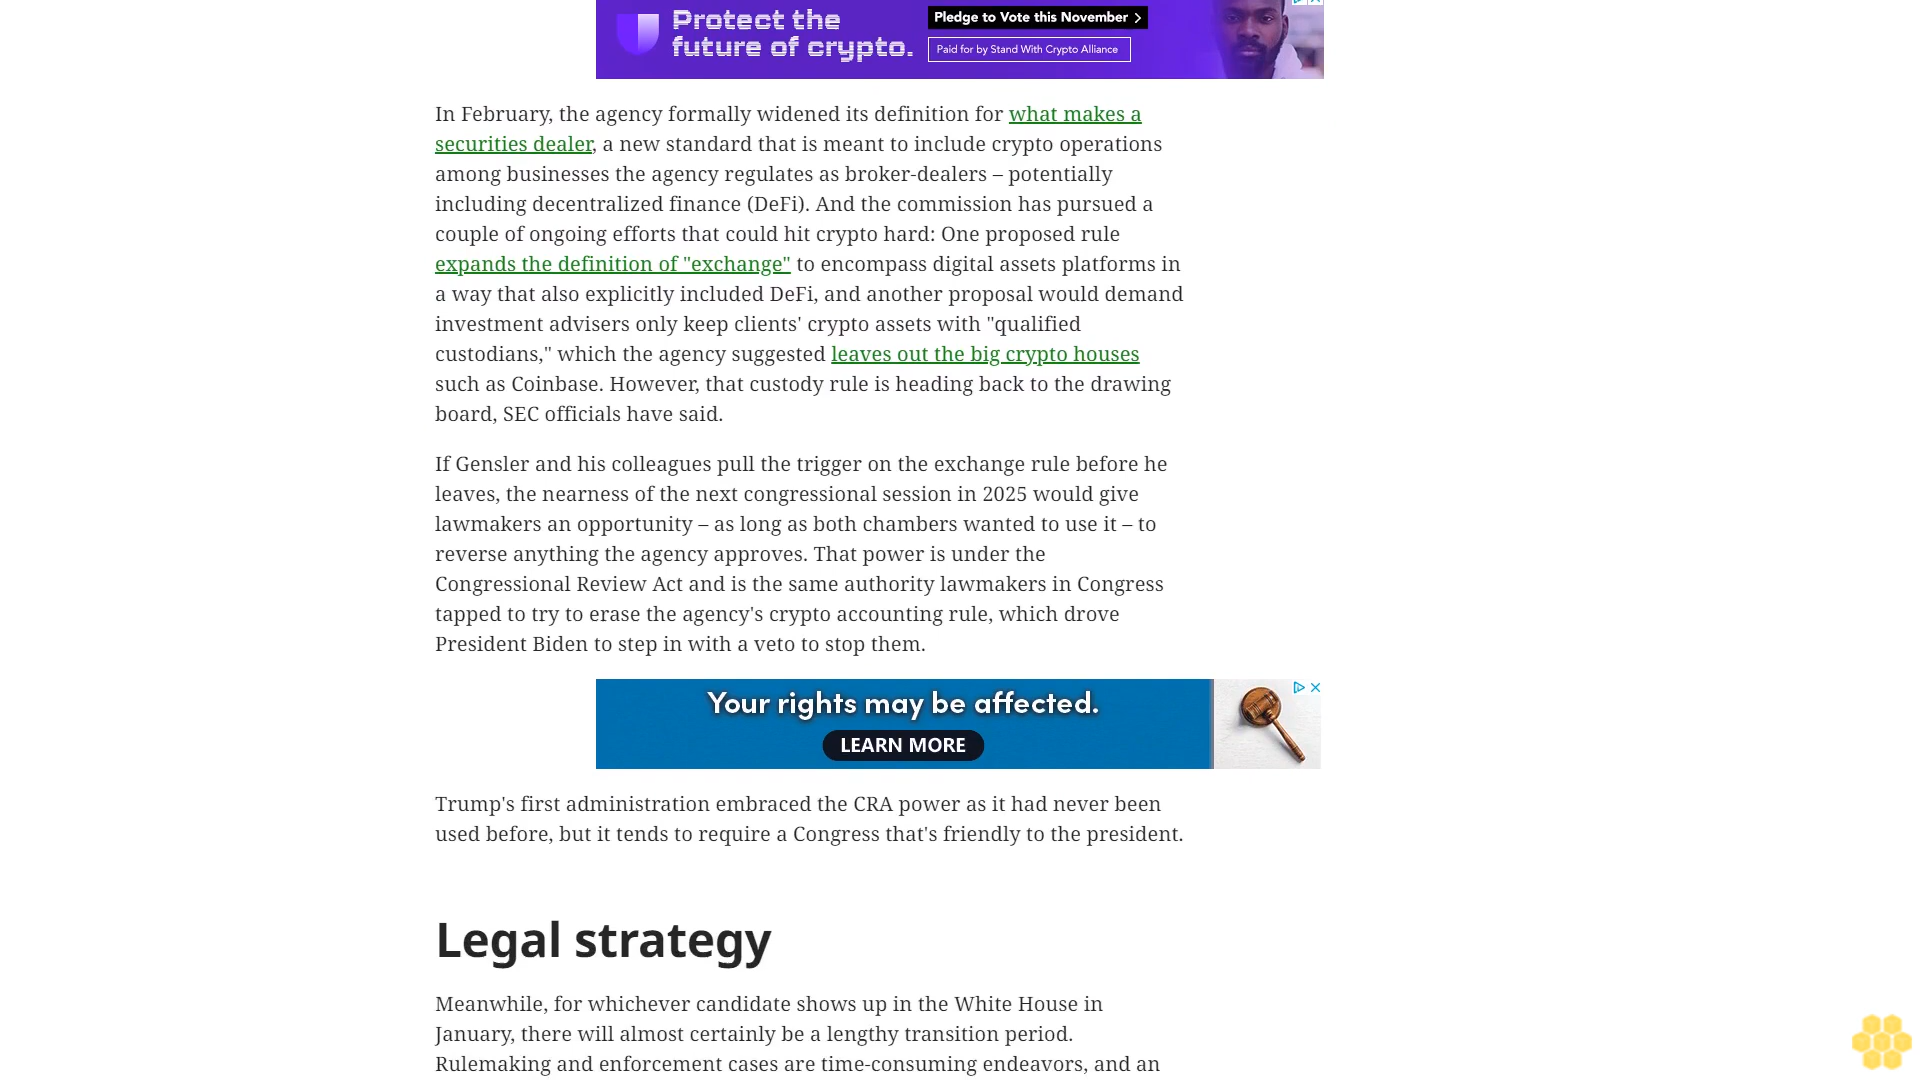 Protect the
future of crypto.
Pledge to Vote this November >
Paid for by Stand With Crypto Alliance
In February, the agency formally widened its definition for what makes a
securities dealer, a new standard that is meant to include crypto operations
among businesses the agency regulates as broker-dealers – potentially
including decentralized finance (DeFi). And the commission has pursued a
couple of ongoing efforts that could hit crypto hard: One proposed rule
expands the definition of "exchange" to encompass digital assets platforms in
a way that also explicitly included DeFi, and another proposal would demand
investment advisers only keep clients' crypto assets with "qualified
custodians," which the agency suggested leaves out the big crypto houses
such as Coinbase. However, that custody rule is heading back to the drawing
board, SEC officials have said.
If Gensler and his colleagues pull the trigger on the exchange rule before he
leaves, the nearness of the next congressional session in 2025 would give
lawmakers an opportunity – as long as both chambers wanted to use it – to
reverse anything the agency approves. That power is under the
Congressional Review Act and is the same authority lawmakers in Congress
tapped to try to erase the agency's crypto accounting rule, which drove
President Biden to step in with a veto to stop them.
Your rights may be affected.
LEARN MORE
Trump's first administration embraced the CRA power as it had never been
used before, but it tends to require a Congress that's friendly to the president.
Legal strategy
Meanwhile, for whichever candidate shows up in the White House in
January, there will almost certainly be a lengthy transition period.
Rulemaking and enforcement cases are time-consuming endeavors, and an